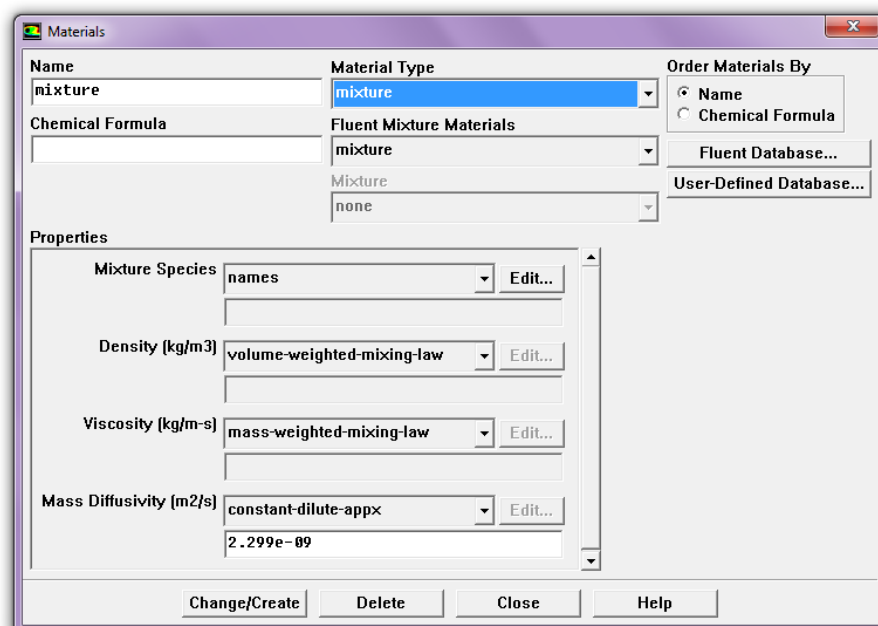 Materials
Name
mixture
Chemical Formula
Material Type
mixture
Fluent Mixture Materials
mixture
Mixture
none
Order Materials By
Name
Chemical Formula
Fluent Database...
User-Defined Database...
Properties
Mixture Species
names
Edit...
Density (kg/m3)
volume-weighted-mixing-law
Edit...
Viscosity (kg/m-s)
mass-weighted-mixing-law
Edit...
Mass Diffusivity (m2/s)
constant-dilute-appx
Edit...
2.299e-09
Change/Create
Delete
Close
Help